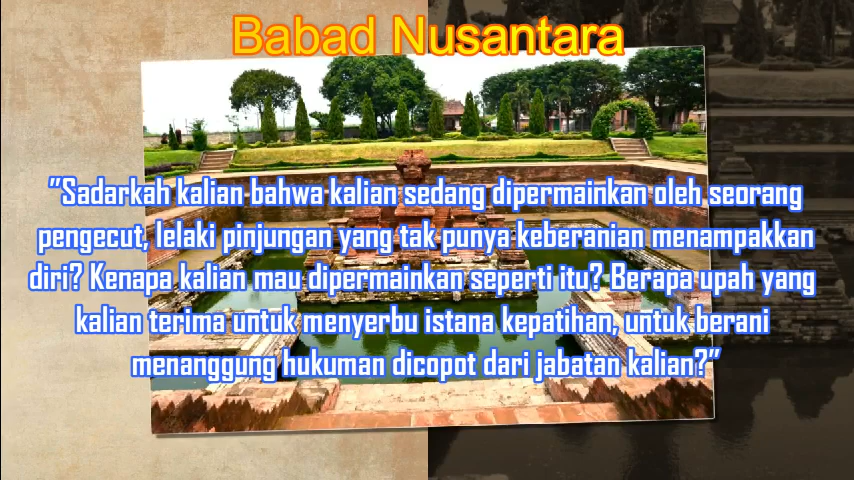 Babad Nusantara
"Sadarkah kalian bahwa kalian sedang dipermainkan oleh seorang
pengecut, lelaki pinjungan yang tak punya keberanian menampakkan
diri? Kenapa kalian mau dipermainkan seperti itu? Berapa upah yang
kalian terima untuk menyerbu istana kepatihan, untuk berani
menanggung hukuman dicopot dari jabatan kalian?"